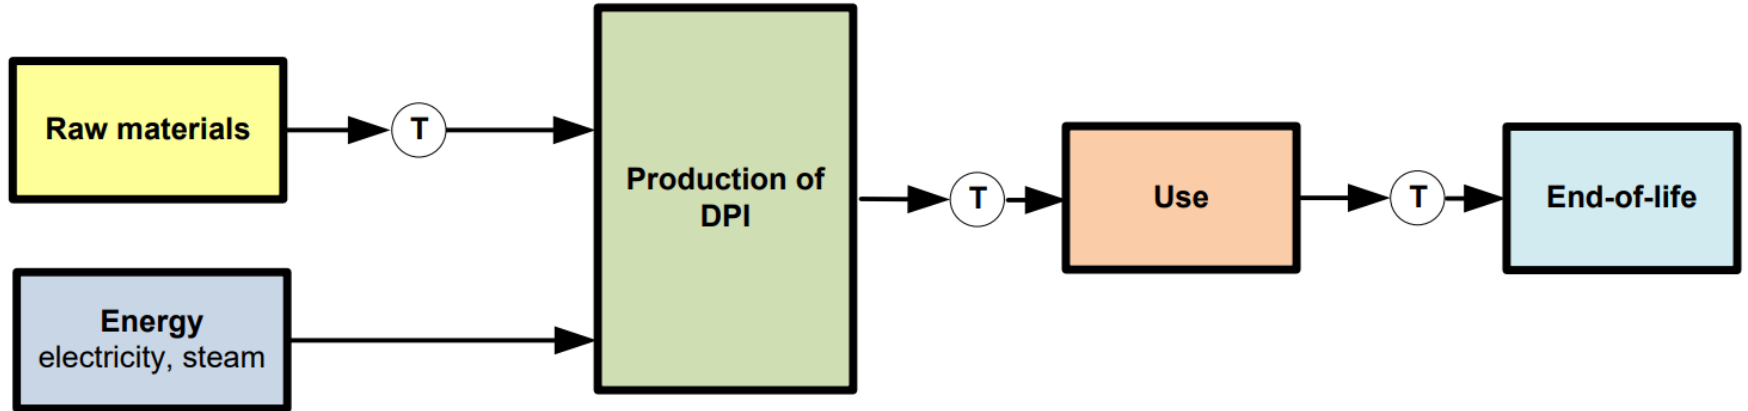 Raw materials
T
Production of
DPI
T
Use
T
End-of-life
Energy
electricity, steam